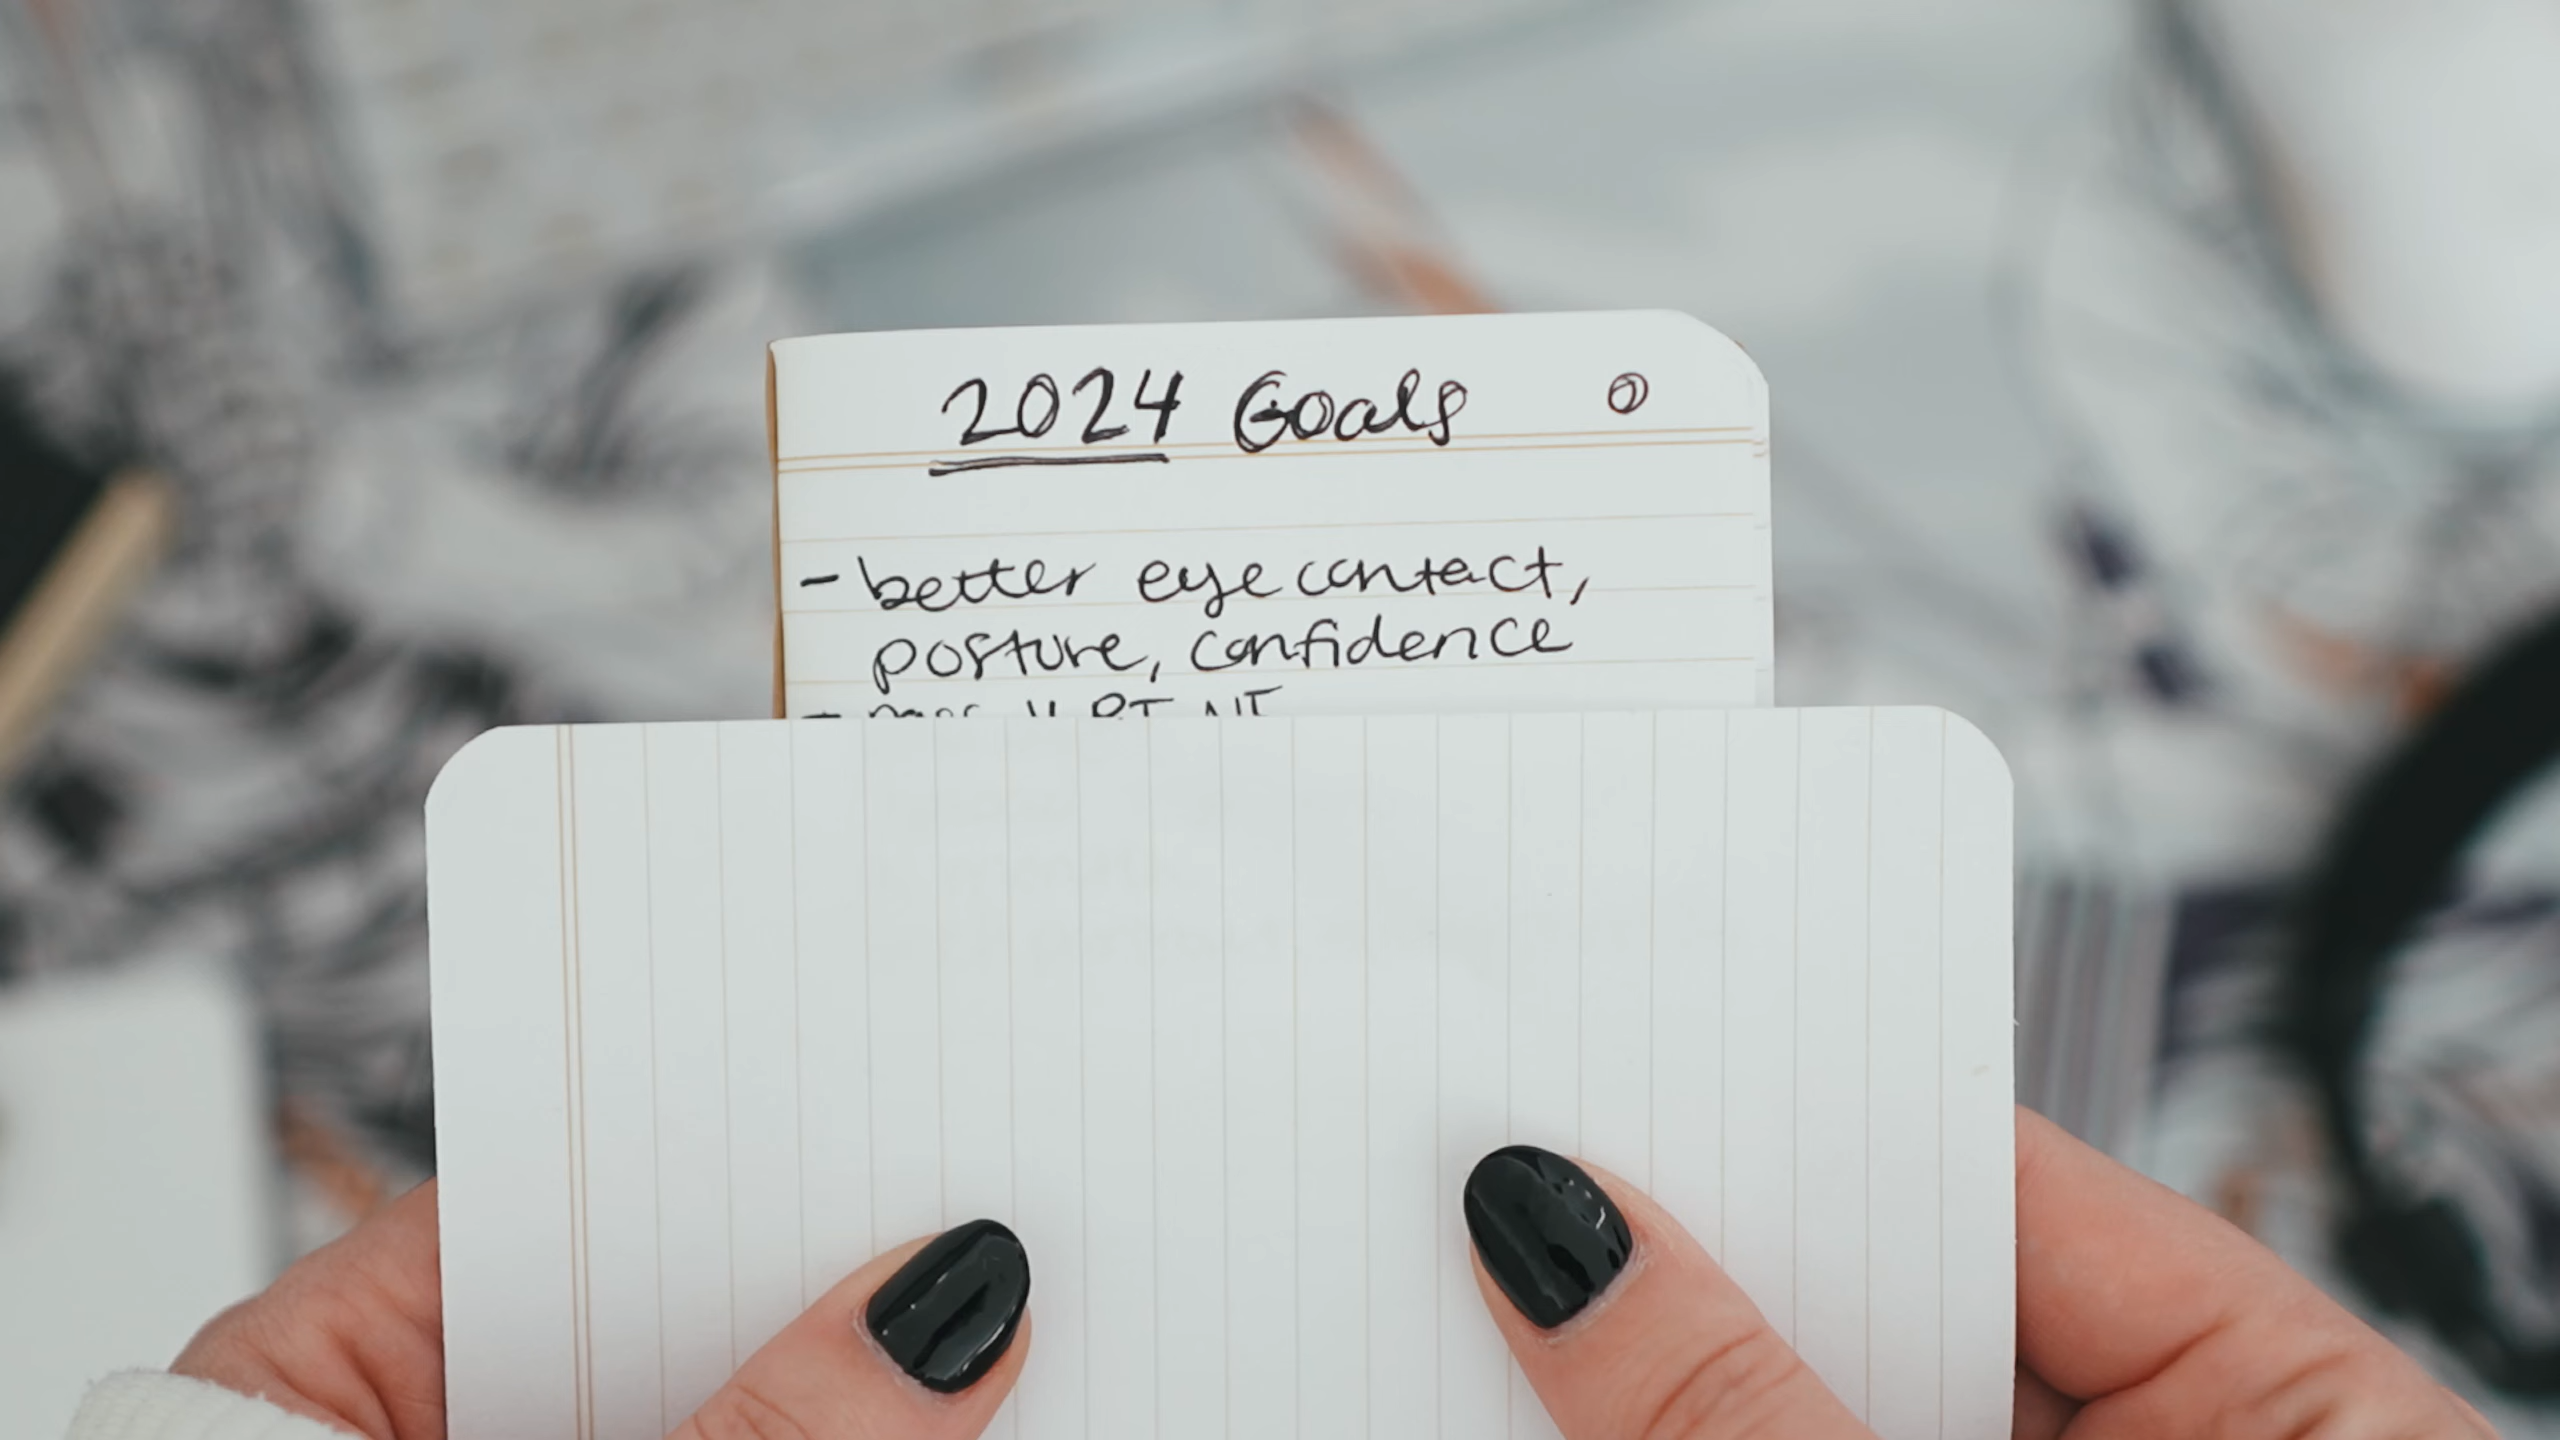 2024 Goals
- better eye contact,
posture, confidence